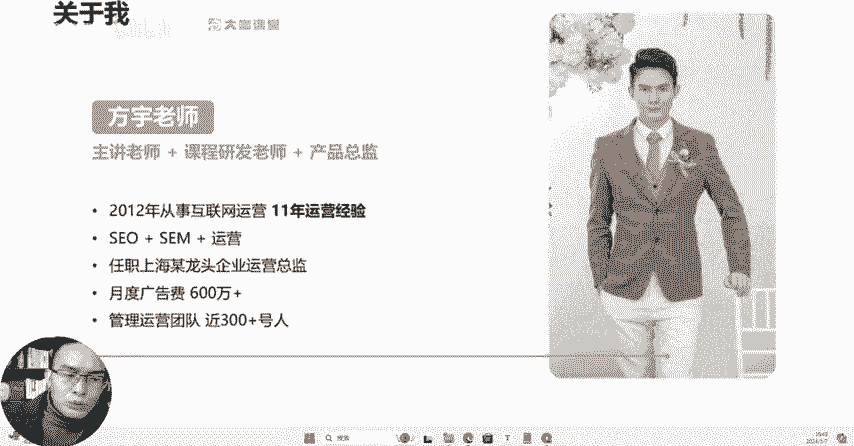 关于我
大鹿课堂
方宇老师
主讲老师 + 课程研发老师 + 产品总监
• 2012年从事互联网运营 11年运营经验
• SEO + SEM + 运营
• 任职上海某龙头企业运营总监
• 月度广告费 600万+
• 管理运营团队 近300+号人
搜索